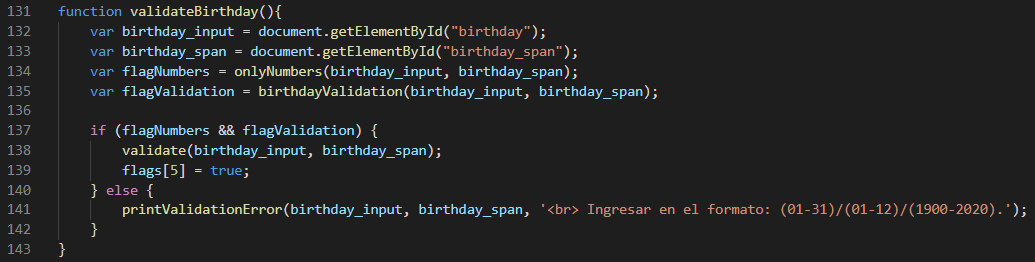 131 function validateBirthday(){
132     var birthday_input = document.getElementById("birthday");
133     var birthday_span = document.getElementById("birthday_span");
134     var flagNumbers = onlyNumbers(birthday_input, birthday_span);
135     var flagValidation = birthdayValidation(birthday_input, birthday_span);
136
137     if (flagNumbers && flagValidation) {
138         validate(birthday_input, birthday_span);
139         flags[5] = true;
140     } else {
141         printValidationError(birthday_input, birthday_span, '<br> Ingresar en el formato: (01-31)/(01-12)/(1900-2020).');
142     }
143 }